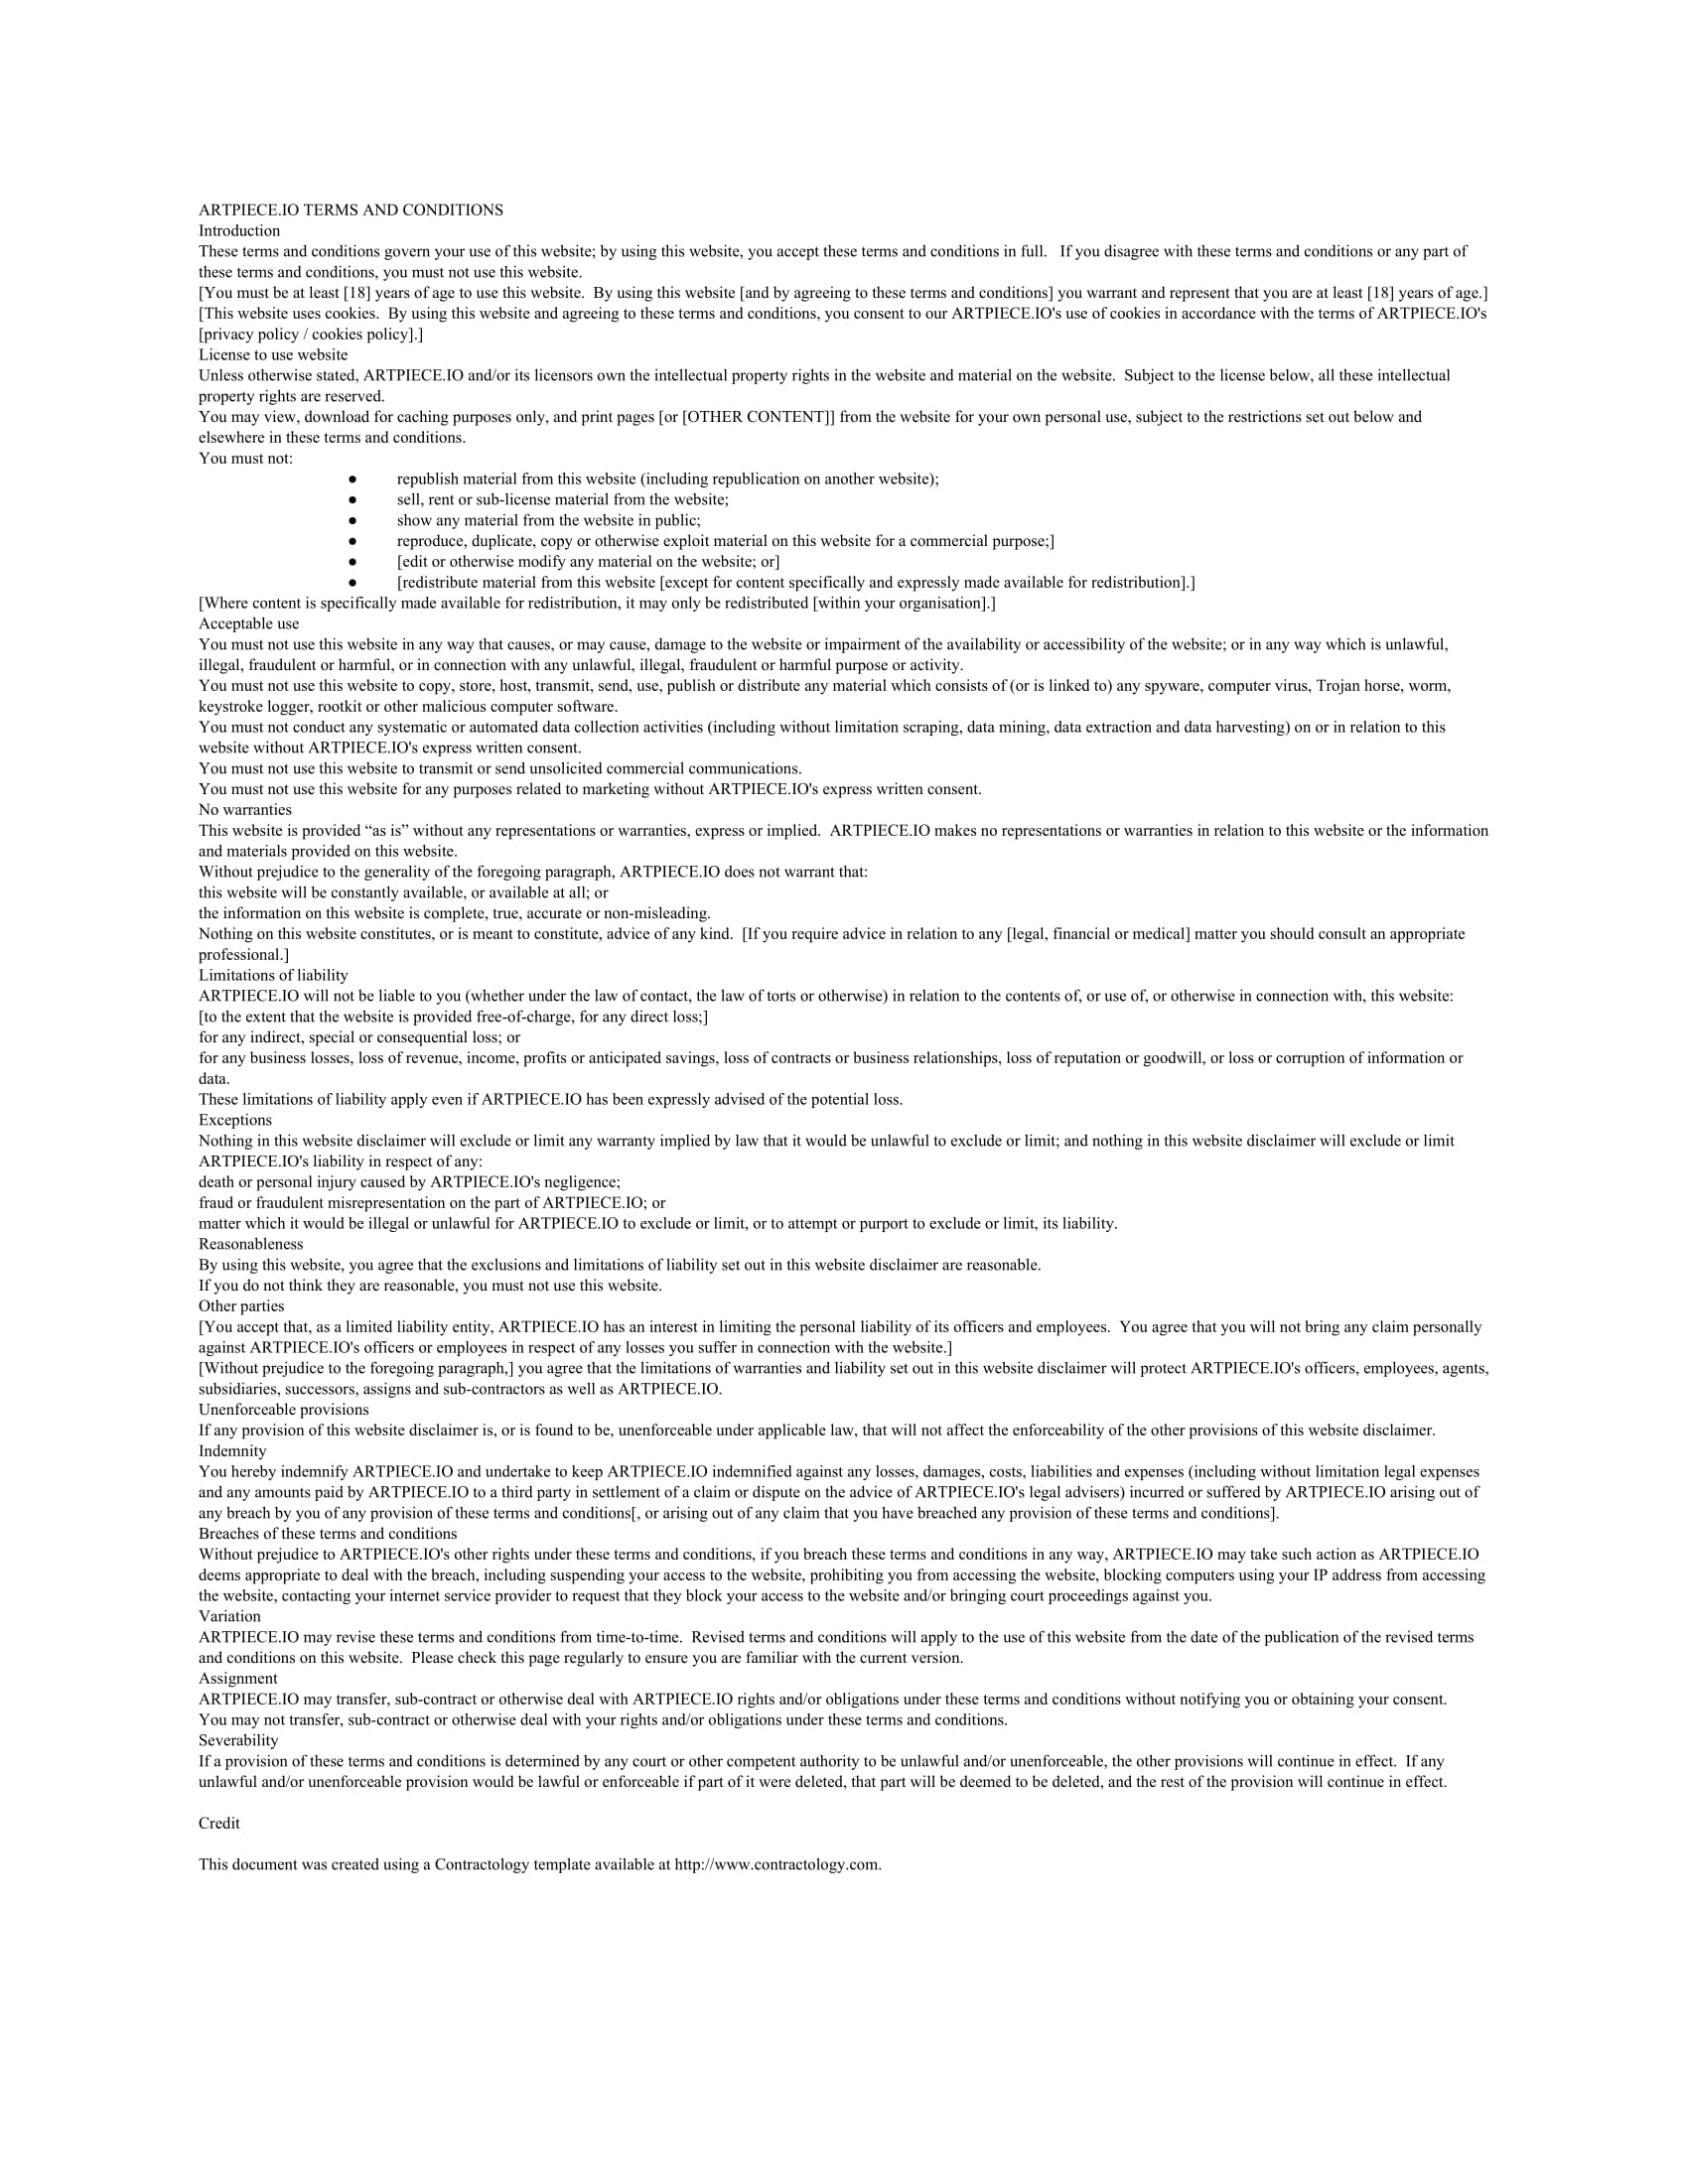 ARTPIECE.IO TERMS AND CONDITIONS
Introduction
These terms and conditions govern your use of this website; by using this website, you accept these terms and conditions in full.   If you disagree with these terms and conditions or any part of
these terms and conditions, you must not use this website.
[You must be at least [18] years of age to use this website.  By using this website [and by agreeing to these terms and conditions] you warrant and represent that you are at least [18] years of age.]
[This website uses cookies.  By using this website and agreeing to these terms and conditions, you consent to our ARTPIECE.IO's use of cookies in accordance with the terms of ARTPIECE.IO's
[privacy policy / cookies policy].]
License to use website
Unless otherwise stated, ARTPIECE.IO and/or its licensors own the intellectual property rights in the website and material on the website.  Subject to the license below, all these intellectual
property rights are reserved.
You may view, download for caching purposes only, and print pages [or [OTHER CONTENT]] from the website for your own personal use, subject to the restrictions set out below and
elsewhere in these terms and conditions.
You must not:
● republish material from this website (including republication on another website);
● sell, rent or sub-license material from the website;
● show any material from the website in public;
● reproduce, duplicate, copy or otherwise exploit material on this website for a commercial purpose;]
● [edit or otherwise modify any material on the website; or]
● [redistribute material from this website [except for content specifically and expressly made available for redistribution].]
[Where content is specifically made available for redistribution, it may only be redistributed [within your organisation].]
Acceptable use
You must not use this website in any way that causes, or may cause, damage to the website or impairment of the availability or accessibility of the website; or in any way which is unlawful,
illegal, fraudulent or harmful, or in connection with any unlawful, illegal, fraudulent or harmful purpose or activity.
You must not use this website to copy, store, host, transmit, send, use, publish or distribute any material which consists of (or is linked to) any spyware, computer virus, Trojan horse, worm,
keystroke logger, rootkit or other malicious computer software.
You must not conduct any systematic or automated data collection activities (including without limitation scraping, data mining, data extraction and data harvesting) on or in relation to this
website without ARTPIECE.IO's express written consent.
You must not use this website to transmit or send unsolicited commercial communications.
You must not use this website for any purposes related to marketing without ARTPIECE.IO's express written consent.
No warranties
This website is provided “as is” without any representations or warranties, express or implied.  ARTPIECE.IO makes no representations or warranties in relation to this website or the information
and materials provided on this website.
Without prejudice to the generality of the foregoing paragraph, ARTPIECE.IO does not warrant that:
this website will be constantly available, or available at all; or
the information on this website is complete, true, accurate or non-misleading.
Nothing on this website constitutes, or is meant to constitute, advice of any kind.  [If you require advice in relation to any [legal, financial or medical] matter you should consult an appropriate
professional.]
Limitations of liability
ARTPIECE.IO will not be liable to you (whether under the law of contact, the law of torts or otherwise) in relation to the contents of, or use of, or otherwise in connection with, this website:
[to the extent that the website is provided free-of-charge, for any direct loss;]
for any indirect, special or consequential loss; or
for any business losses, loss of revenue, income, profits or anticipated savings, loss of contracts or business relationships, loss of reputation or goodwill, or loss or corruption of information or
data.
These limitations of liability apply even if ARTPIECE.IO has been expressly advised of the potential loss.
Exceptions
Nothing in this website disclaimer will exclude or limit any warranty implied by law that it would be unlawful to exclude or limit; and nothing in this website disclaimer will exclude or limit
ARTPIECE.IO's liability in respect of any:
death or personal injury caused by ARTPIECE.IO's negligence;
fraud or fraudulent misrepresentation on the part of ARTPIECE.IO; or
matter which it would be illegal or unlawful for ARTPIECE.IO to exclude or limit, or to attempt or purport to exclude or limit, its liability.
Reasonableness
By using this website, you agree that the exclusions and limitations of liability set out in this website disclaimer are reasonable.
If you do not think they are reasonable, you must not use this website.
Other parties
[You accept that, as a limited liability entity, ARTPIECE.IO has an interest in limiting the personal liability of its officers and employees.  You agree that you will not bring any claim personally
against ARTPIECE.IO's officers or employees in respect of any losses you suffer in connection with the website.]
[Without prejudice to the foregoing paragraph,] you agree that the limitations of warranties and liability set out in this website disclaimer will protect ARTPIECE.IO's officers, employees, agents,
subsidiaries, successors, assigns and sub-contractors as well as ARTPIECE.IO.
Unenforceable provisions
If any provision of this website disclaimer is, or is found to be, unenforceable under applicable law, that will not affect the enforceability of the other provisions of this website disclaimer.
Indemnity
You hereby indemnify ARTPIECE.IO and undertake to keep ARTPIECE.IO indemnified against any losses, damages, costs, liabilities and expenses (including without limitation legal expenses
and any amounts paid by ARTPIECE.IO to a third party in settlement of a claim or dispute on the advice of ARTPIECE.IO's legal advisers) incurred or suffered by ARTPIECE.IO arising out of
any breach by you of any provision of these terms and conditions[, or arising out of any claim that you have breached any provision of these terms and conditions].
Breaches of these terms and conditions
Without prejudice to ARTPIECE.IO's other rights under these terms and conditions, if you breach these terms and conditions in any way, ARTPIECE.IO may take such action as ARTPIECE.IO
deems appropriate to deal with the breach, including suspending your access to the website, prohibiting you from accessing the website, blocking computers using your IP address from accessing
the website, contacting your internet service provider to request that they block your access to the website and/or bringing court proceedings against you.
Variation
ARTPIECE.IO may revise these terms and conditions from time-to-time.  Revised terms and conditions will apply to the use of this website from the date of the publication of the revised terms
and conditions on this website.  Please check this page regularly to ensure you are familiar with the current version.
Assignment
ARTPIECE.IO may transfer, sub-contract or otherwise deal with ARTPIECE.IO rights and/or obligations under these terms and conditions without notifying you or obtaining your consent.
You may not transfer, sub-contract or otherwise deal with your rights and/or obligations under these terms and conditions.
Severability
If a provision of these terms and conditions is determined by any court or other competent authority to be unlawful and/or unenforceable, the other provisions will continue in effect.  If any
unlawful and/or unenforceable provision would be lawful or enforceable if part of it were deleted, that part will be deemed to be deleted, and the rest of the provision will continue in effect.
Credit
This document was created using a Contractology template available at http://www.contractology.com.